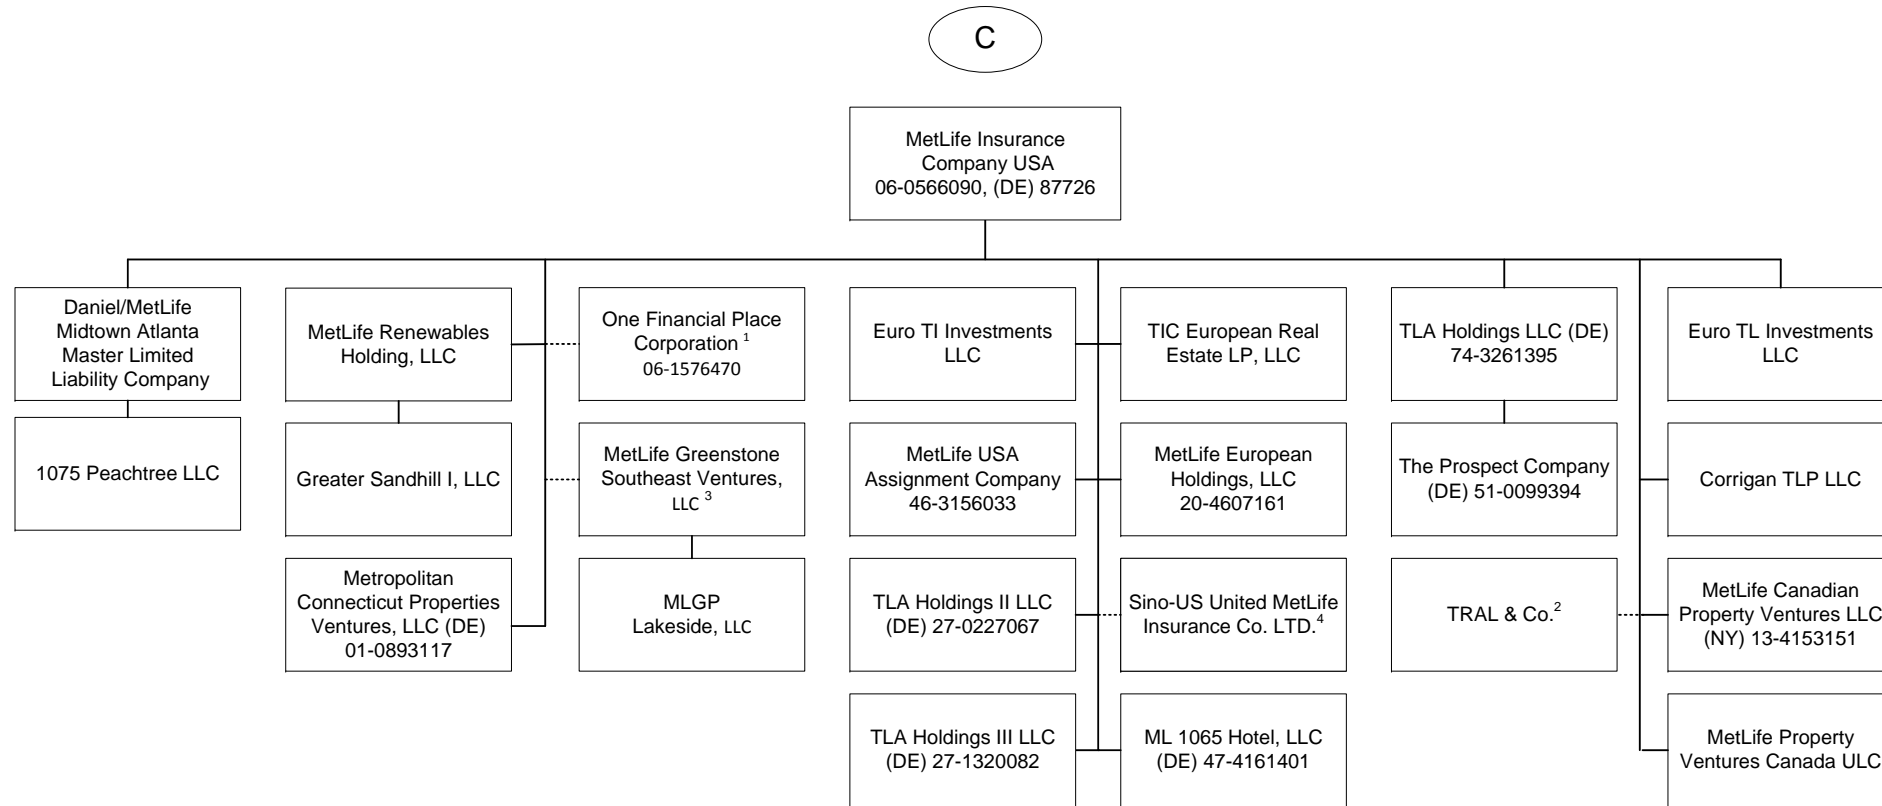 C
MetLife Insurance
Company USA
06-0566090, (DE) 87726
Daniel/MetLife
Midtown Atlanta
Master Limited
Liability Company
MetLife Renewables
Holding, LLC
One Financial Place
Corporation 1
06-1576470
Euro TI Investments
LLC
TIC European Real
Estate LP, LLC
TLA Holdings LLC (DE)
74-3261395
Euro TL Investments
LLC
1075 Peachtree LLC
Greater Sandhill I, LLC
MetLife Greenstone
Southeast Ventures,
LLC 3
MetLife USA
Assignment Company
46-3156033
MetLife European
Holdings, LLC
20-4607161
The Prospect Company
(DE) 51-0099394
Corrigan TLP LLC
Metropolitan
Connecticut Properties
Ventures, LLC (DE)
01-0893117
MLGP
Lakeside, LLC
TLA Holdings II LLC
(DE) 27-0227067
Sino-US United MetLife
Insurance Co. LTD.4
TRAL & Co.2
MetLife Canadian
Property Ventures LLC
(NY) 13-4153151
TLA Holdings III LLC
(DE) 27-1320082
ML 1065 Hotel, LLC
(DE) 47-4161401
MetLife Property
Ventures Canada ULC